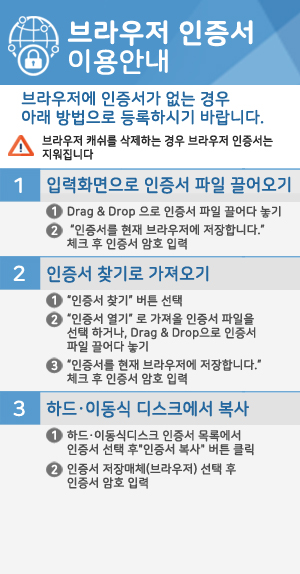 브라우저 인증서
이용안내
브라우저에 인증서가 없는 경우
아래 방법으로 등록하시기 바랍니다.
브라우저 캐쉬를 삭제하는 경우 브라우저 인증서는
지워집니다
1 입력화면으로 인증서 파일 끌어오기
1 Drag & Drop 으로 인증서 파일 끌어다 놓기
2 “인증서를 현재 브라우저에 저장합니다.”
체크 후 인증서 암호 입력
2 인증서 찾기로 가져오기
1 “인증서 찾기” 버튼 선택
2 “인증서 열기” 로 가져올 인증서 파일을
선택 하거나, Drag & Drop으로 인증서
파일 끌어다 놓기
3 “인증서를 현재 브라우저에 저장합니다.”
체크 후 인증서 암호 입력
3 하드·이동식 디스크에서 복사
1 하드·이동식디스크 인증서 목록에서
인증서 선택 후"인증서 복사" 버튼 클릭
2 인증서 저장매체(브라우저) 선택 후
인증서 암호 입력